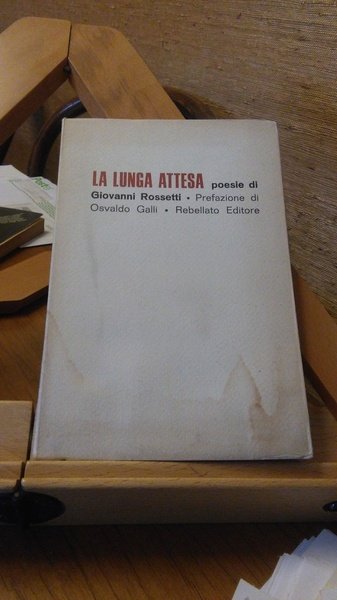 LA LUNGA ATTESA poesie di
Giovanni Rossetti • Prefazione di
Osvaldo Galli • Rebellato Editore